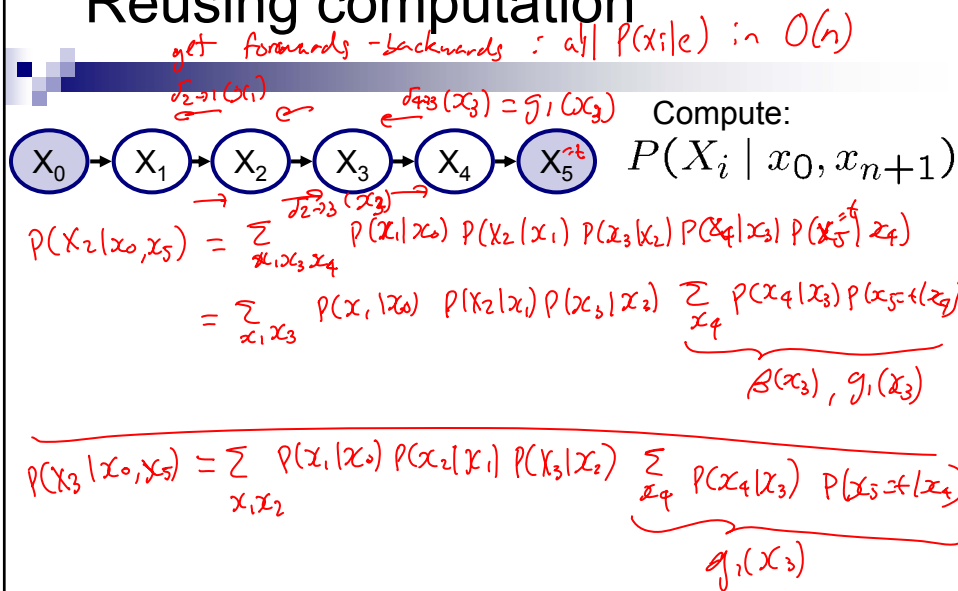 Reusing computation
get forwards-backwards : all P(xi|e) in O(n)
δ2→1(x1)
δ4→3(x3) = g1(x3)
Compute:
X0 X1 X2 X3 X4 X5 =t
P(Xi | x0, xn+1)
δ2→3(x3)
P(X2|x0,x5) = Σ x1x3x4 P(x1|x0) P(X2|x1) P(x3|x2) P(x4|x3) P(x5=t|x4)
= Σ x1x3 P(x1|x0) P(X2|x1) P(x3|x3) Σ x4 P(x4|x3) P(x5=t|x4)
β(x3), g1(x3)
P(X3|x0,x5) = Σ x1x2 P(x1|x0) P(x2|x1) P(X3|x2) Σ x4 P(x4|x3) P(x5=t|x4)
g1(x3)